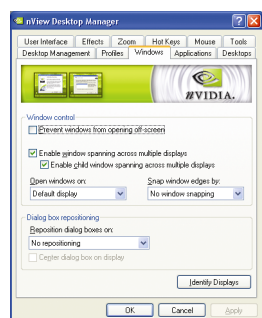 nView Desktop Manager
User Interface Effects Zoom Hot Keys Mouse Tools
Desktop Management Profiles Windows Applications Desktops
NVIDIA.
Window control
Prevent windows from opening off-screen
Enable window spanning across multiple displays
Enable child window spanning across multiple displays
Open windows on: Snap window edges by:
Default display No window snapping
Dialog box repositioning
Reposition dialog boxes on:
No repositioning
Center dialog box on display
Identify Displays
OK Cancel Apply